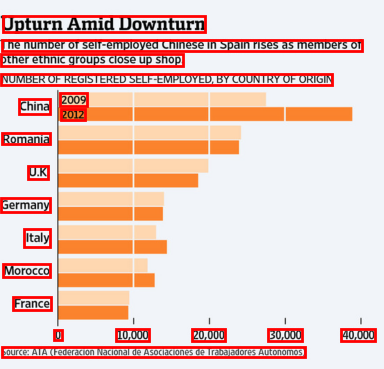 Upturn Amid Downturn
The number of self-employed Chinese in Spain rises as members of
other ethnic groups close up shop.
NUMBER OF REGISTERED SELF-EMPLOYED, BY COUNTRY OF ORIGIN
China
2009
2012
Romania
U.K.
Germany
Italy
Morocco
France
0 10,000 20,000 30,000 40,000
Source: ATA (Federación Nacional de Asociaciones de Trabajadores Autónomos)